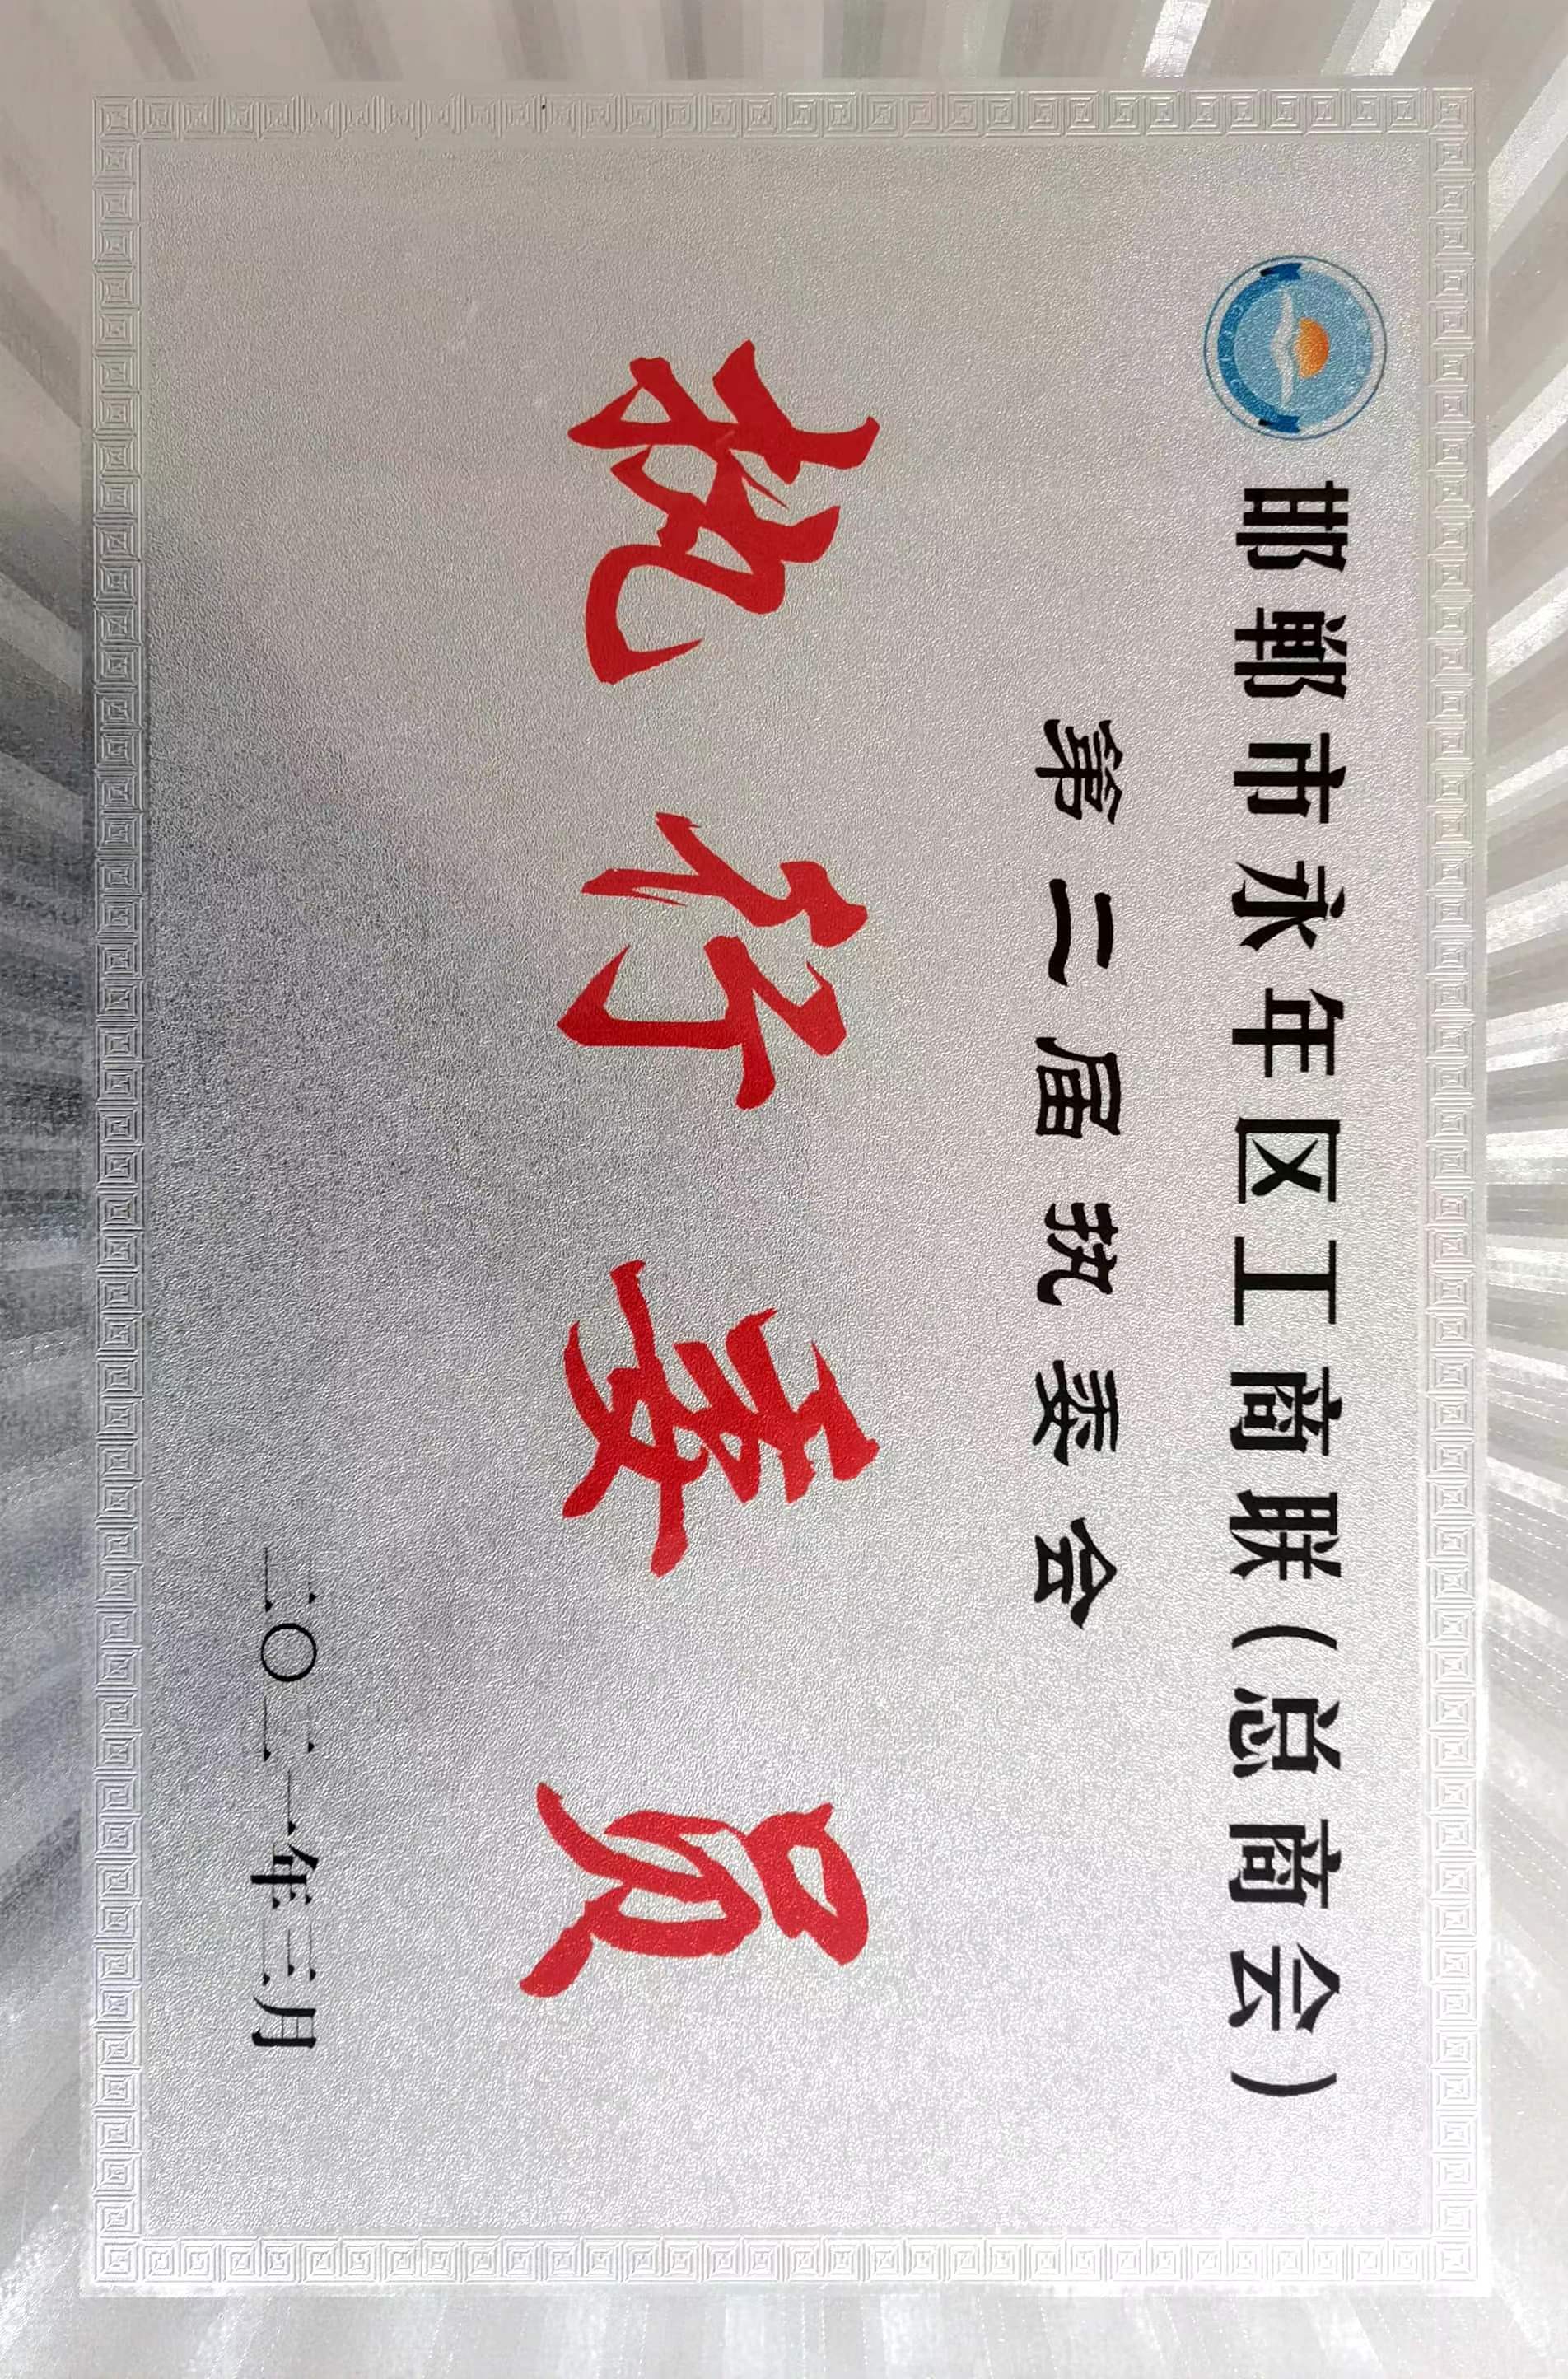 邯郸市永年区工商联(总商会)
第二届执委会
执行委员
二〇二一年三月